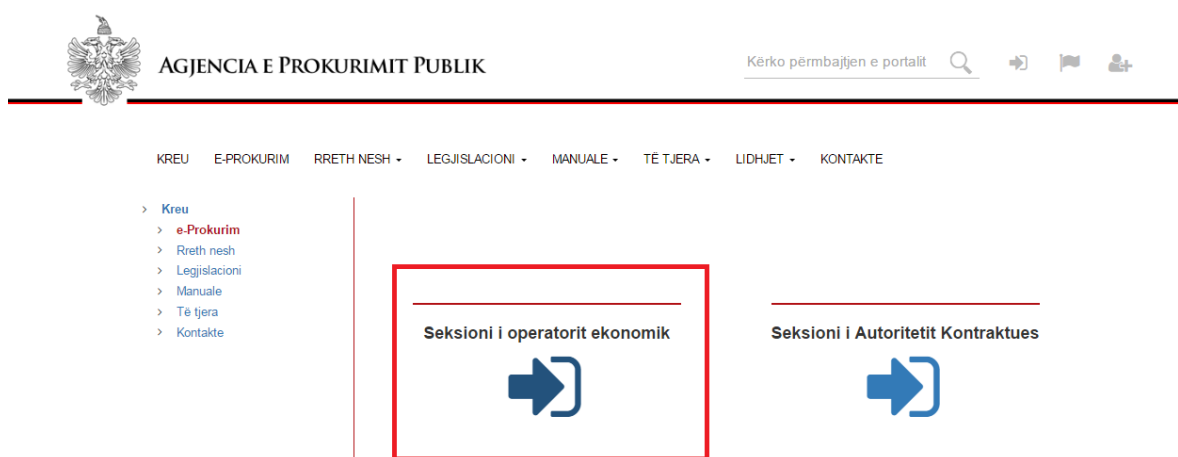 AGJENCIA E PROKURIMIT PUBLIK
Kërko përmbajtjen e portalit
KREU E-PROKURIM RRETH NESH LEGJISLACIONI MANUALE TË TJERA LIDHJET KONTAKTE
Kreu
e-Prokurim
Rreth nesh
Legjislacioni
Manuale
Të tjera
Kontakte
Seksioni i operatorit ekonomik
Seksioni i Autoritetit Kontraktues